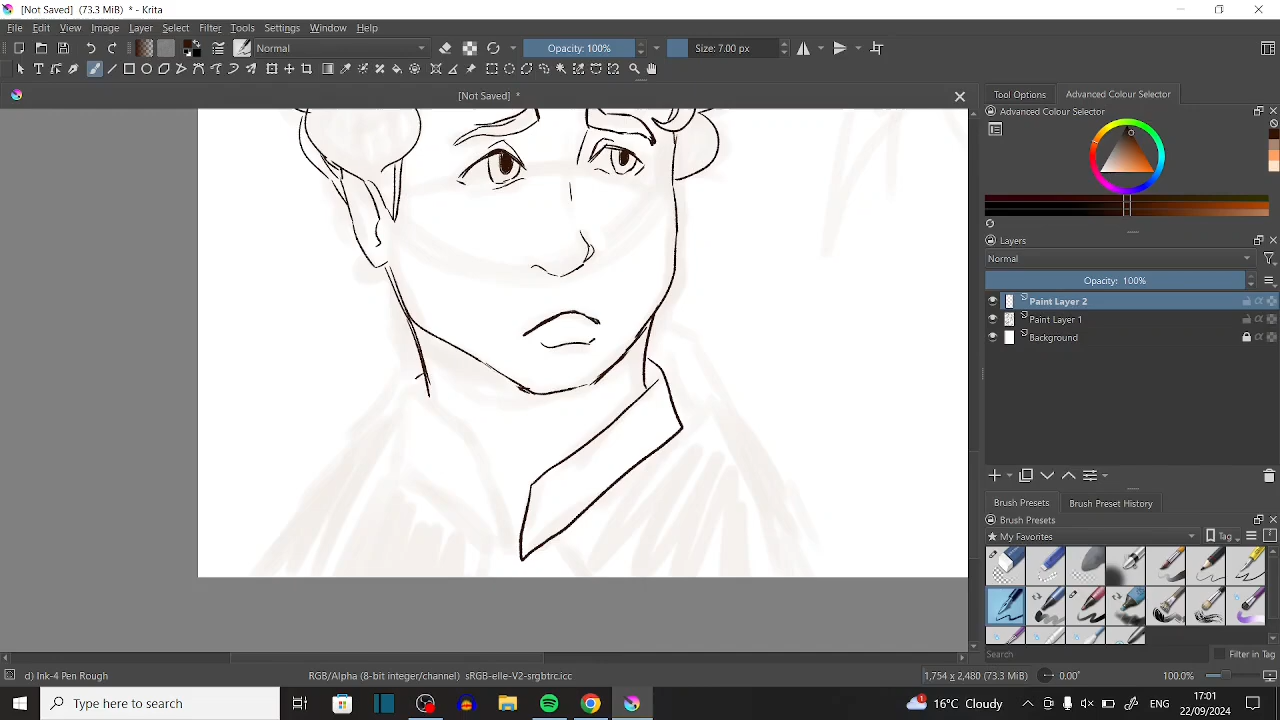 [Not Saved] (73.3 MiB) * - Krita
File Edit View Image Layer Select Filter Tools Settings Window Help
Normal Opacity: 100% Size: 7.00 px
[Not Saved] *
Tool Options Advanced Colour Selector
Advanced Colour Selector
Layers
Normal
Opacity: 100%
Paint Layer 2
Paint Layer 1
Background
Brush Presets Brush Preset History
Brush Presets
My Favorites Tag
Search Filter in Tag
d) Ink-4 Pen Rough RGB/Alpha (8-bit integer/channel) sRGB-elle-V2-srgbtrc.icc 1,754 x 2,480 (73.3 MiB) 0.00° 100.0%
Type here to search 1 16°C Cloudy 17:01
22/09/2024